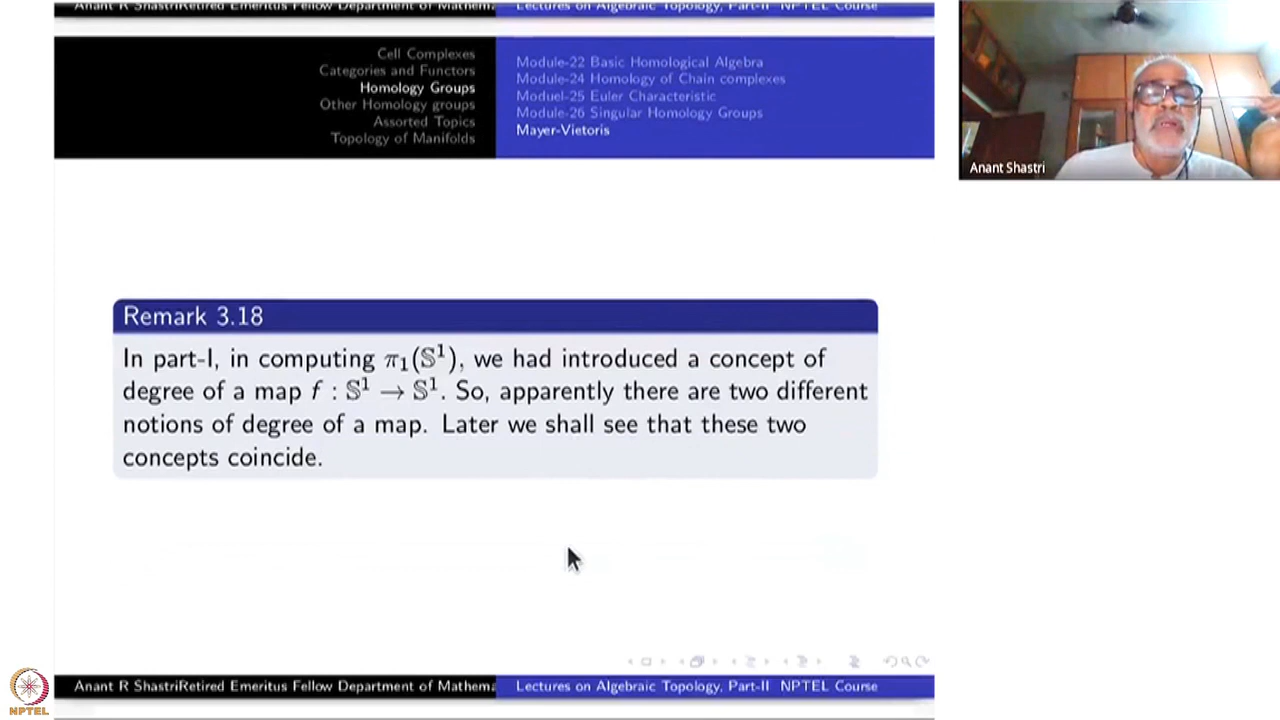 Anant R ShastriRetired Emeritus Fellow Department of Mathema Lectures on Algebraic Topology, Part-II NPTEL Course
Cell Complexes
Categories and Functors
Homology Groups
Other Homology groups
Assorted Topics
Topology of Manifolds
Module-22 Basic Homological Algebra
Module-24 Homology of Chain complexes
Moduel-25 Euler Characteristic
Module-26 Singular Homology Groups
Mayer-Vietoris
Anant Shastri
Remark 3.18
In part-I, in computing π₁(𝕊¹), we had introduced a concept of
degree of a map f : 𝕊¹ → 𝕊¹. So, apparently there are two different
notions of degree of a map. Later we shall see that these two
concepts coincide.
Anant R ShastriRetired Emeritus Fellow Department of Mathema Lectures on Algebraic Topology, Part-II NPTEL Course
NPTEL